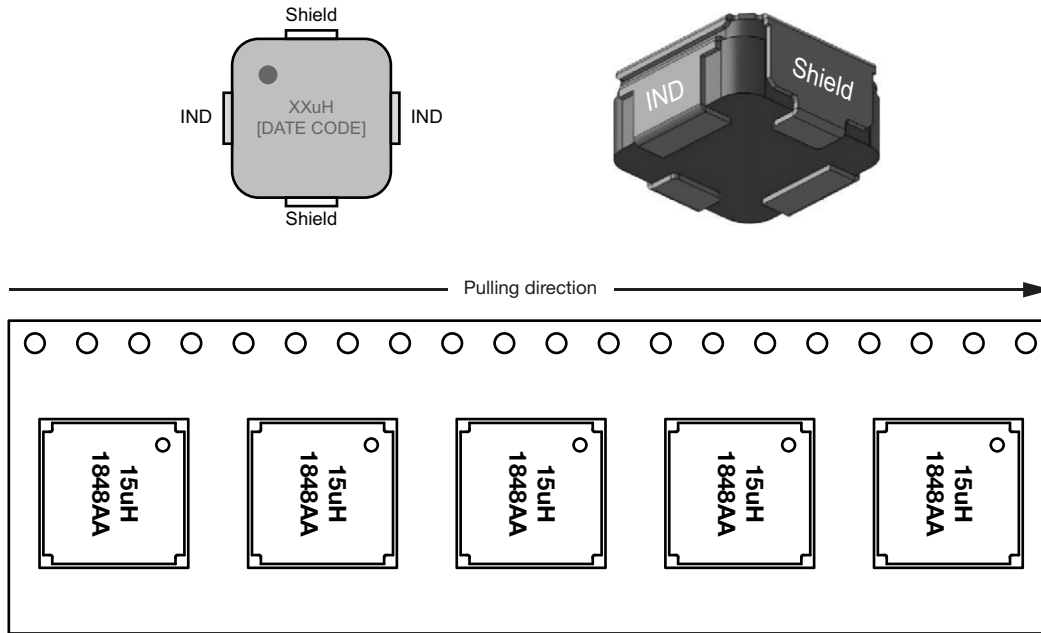 Shield
IND
XXuH
[DATE CODE]
IND
Shield
IND
Shield
Pulling direction
15uH
1848AA
15uH
1848AA
15uH
1848AA
15uH
1848AA
15uH
1848AA